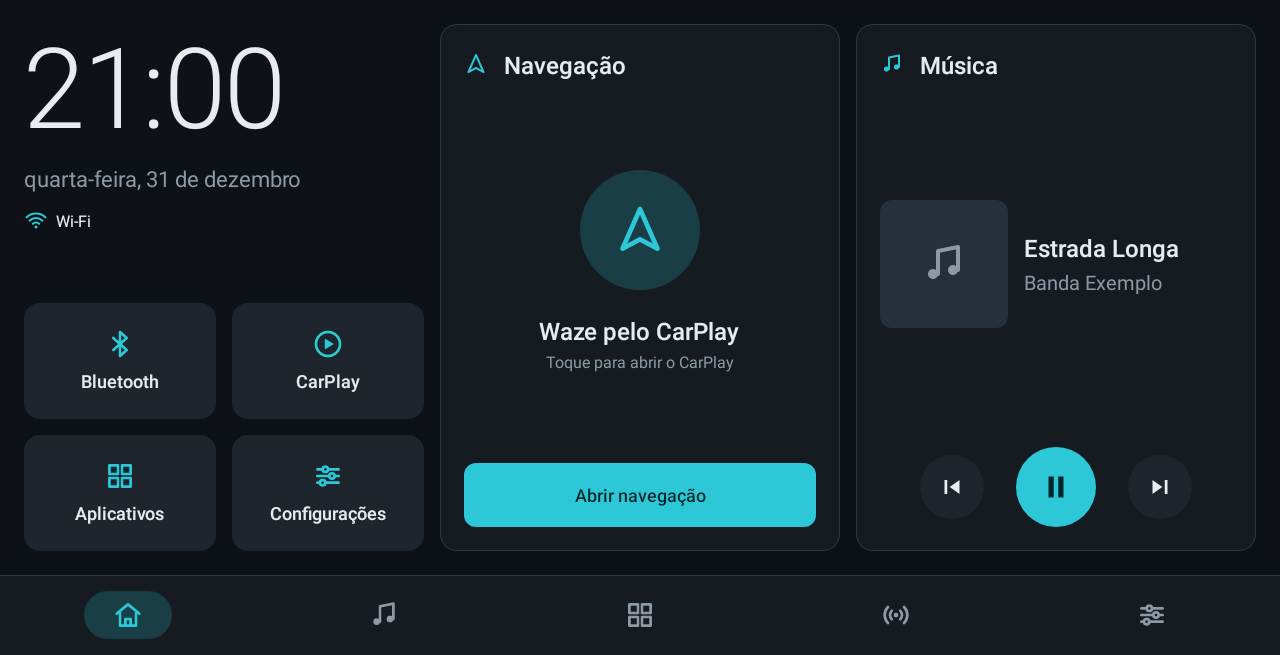 21:00
quarta-feira, 31 de dezembro
Wi-Fi
Bluetooth
CarPlay
Aplicativos
Configurações
Navegação
Waze pelo CarPlay
Toque para abrir o CarPlay
Abrir navegação
Música
Estrada Longa
Banda Exemplo